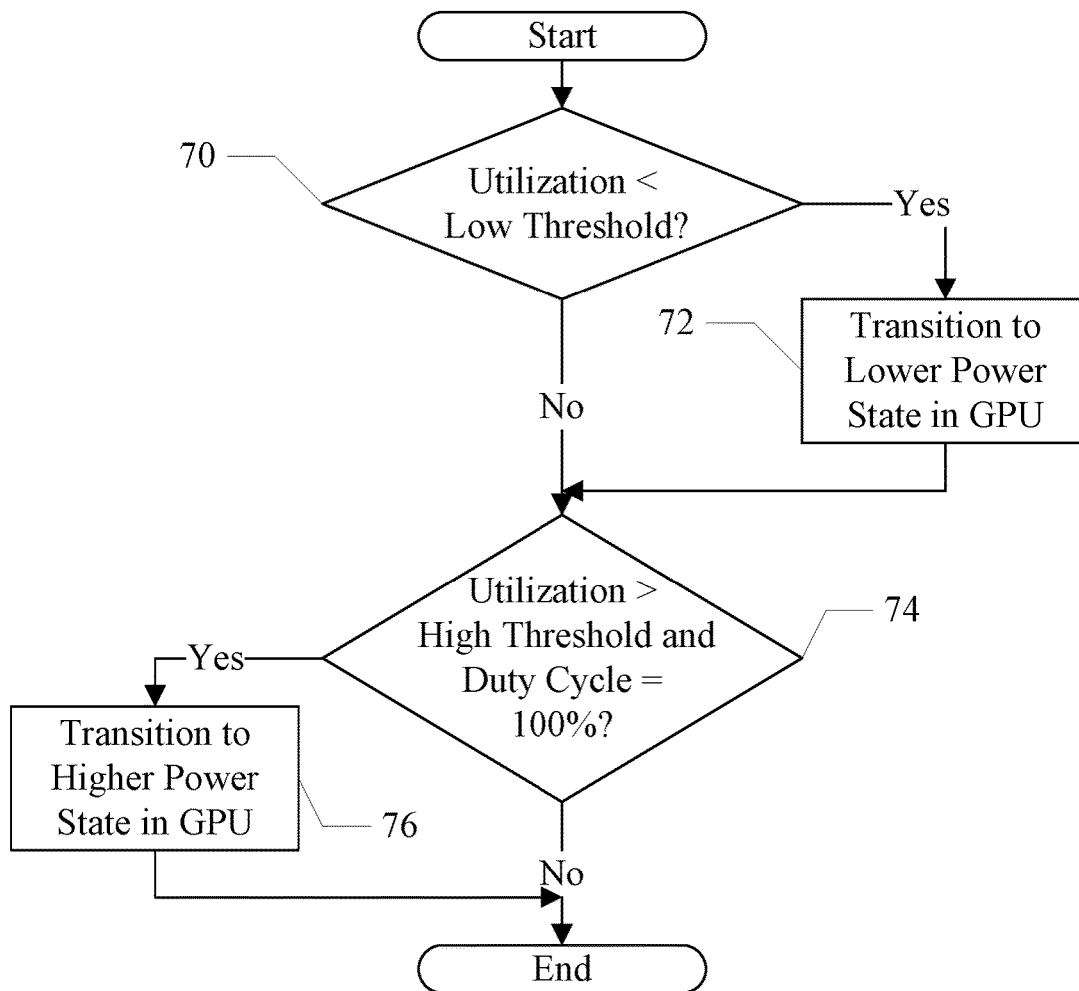 Start
70
Utilization <
Low Threshold?
Yes
72
Transition to
Lower Power
State in GPU
No
Utilization >
High Threshold and
Duty Cycle =
100%?
74
Yes
Transition to
Higher Power
State in GPU
76
No
End